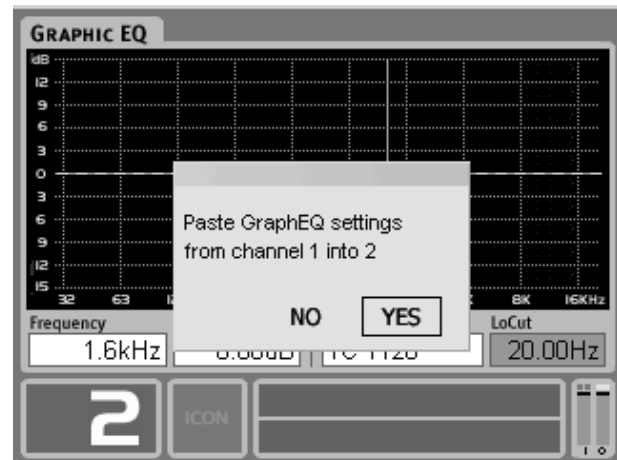 GRAPHIC EQ
dB
12
9
6
3
0
3
6
9
12
15
32 63 8K 16KHz
Paste GraphEQ settings
from channel 1 into 2
NO YES
Frequency LoCut
1.6kHz 20.00Hz
2 ICON
I O